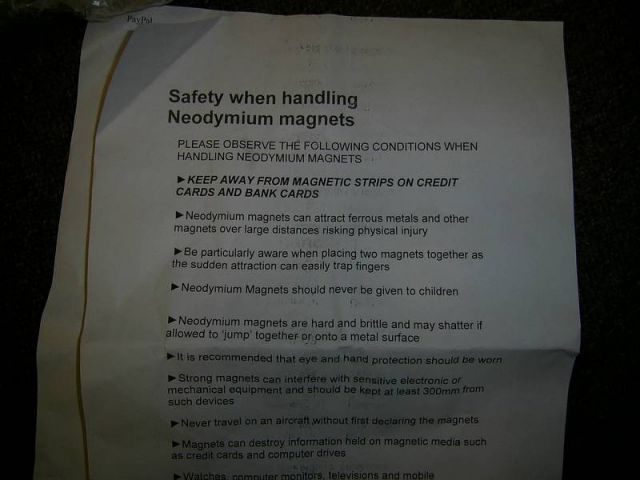 PayPal
Safety when handling
Neodymium magnets
PLEASE OBSERVE THE FOLLOWING CONDITIONS WHEN
HANDLING NEODYMIUM MAGNETS
►KEEP AWAY FROM MAGNETIC STRIPS ON CREDIT
CARDS AND BANK CARDS
►Neodymium magnets can attract ferrous metals and other
magnets over large distances risking physical injury
►Be particularly aware when placing two magnets together as
the sudden attraction can easily trap fingers
►Neodymium Magnets should never be given to children
►Neodymium magnets are hard and brittle and may shatter if
allowed to 'jump' together or onto a metal surface
►It is recommended that eye and hand protection should be worn
►Strong magnets can interfere with sensitive electronic or
mechanical equipment and should be kept at least 300mm from
such devices
►Never travel on an aircraft without first declaring the magnets
►Magnets can destroy information held on magnetic media such
as credit cards and computer drives
►Watches, computer monitors, televisions and mobile